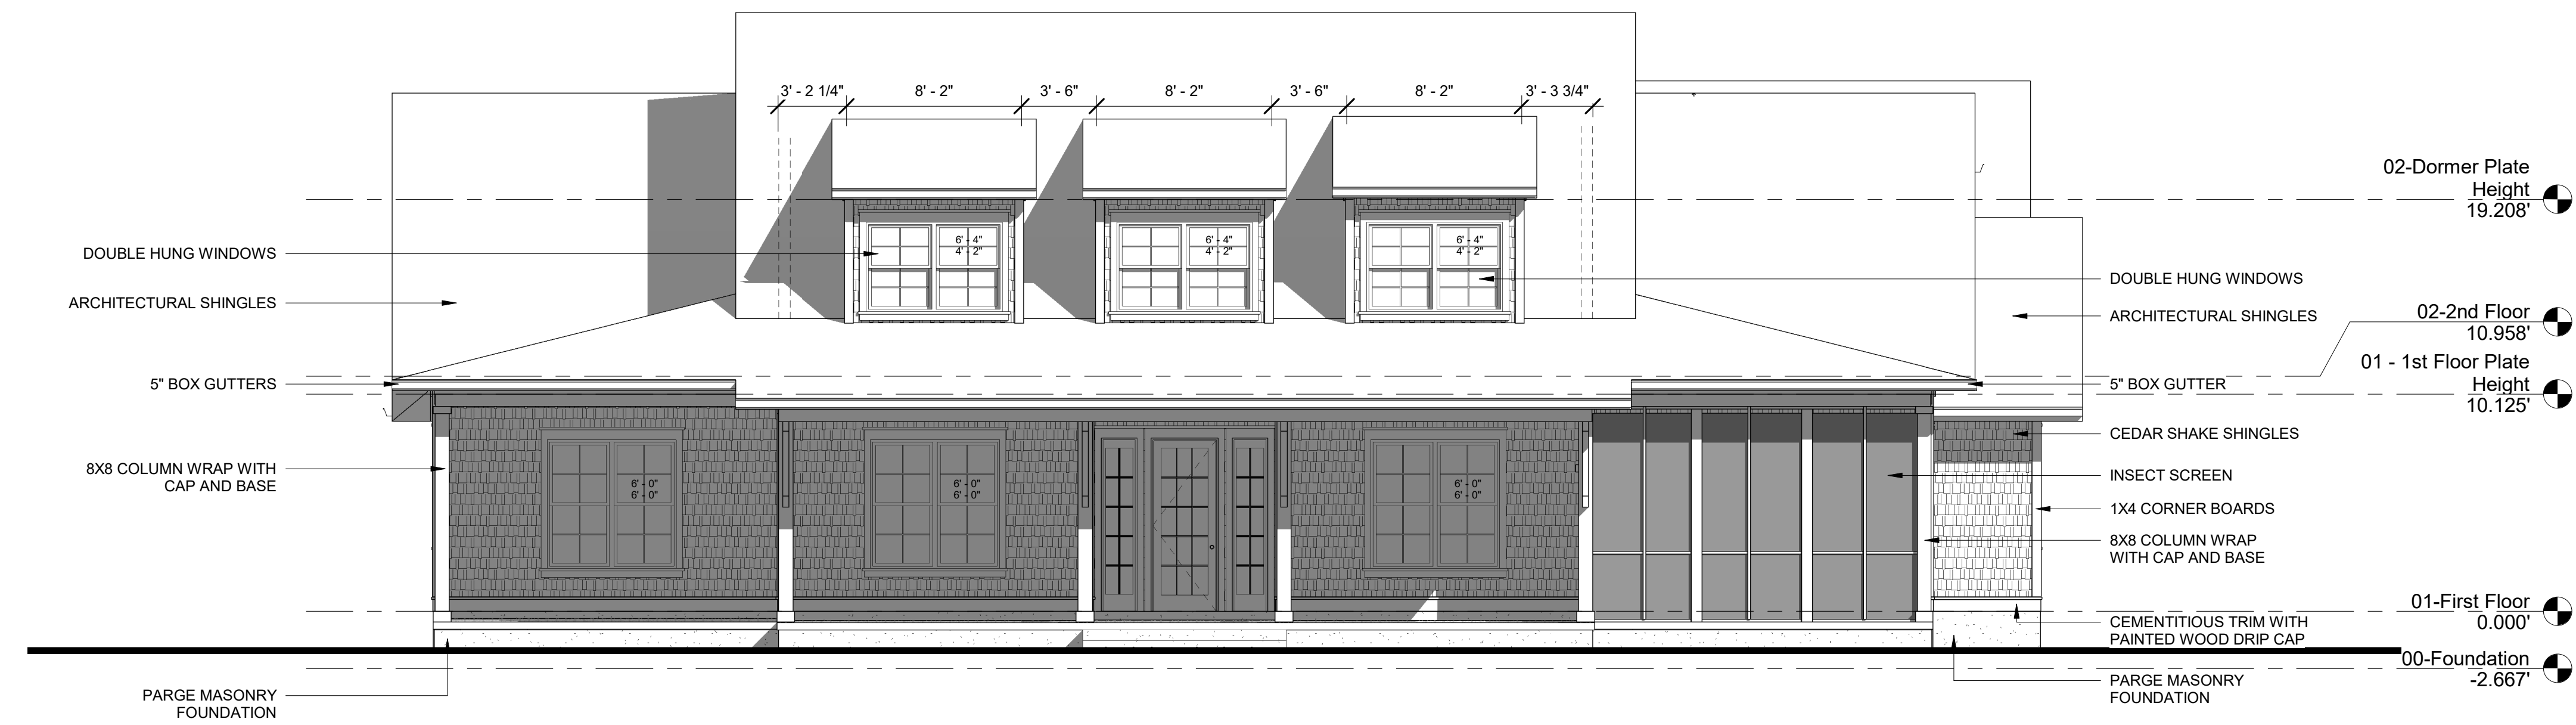 3' - 2 1/4"
8' - 2"
3' - 6"
8' - 2"
3' - 6"
8' - 2"
3' - 3 3/4"
02-Dormer Plate
Height
19.208'
DOUBLE HUNG WINDOWS
6' - 4"
4' - 2"
6' - 4"
4' - 2"
6' - 4"
4' - 2"
DOUBLE HUNG WINDOWS
ARCHITECTURAL SHINGLES
ARCHITECTURAL SHINGLES
02-2nd Floor
10.958'
01 - 1st Floor Plate
Height
10.125'
5" BOX GUTTERS
5" BOX GUTTER
CEDAR SHAKE SHINGLES
8X8 COLUMN WRAP WITH
CAP AND BASE
6' - 0"
6' - 0"
6' - 0"
6' - 0"
6' - 0"
6' - 0"
INSECT SCREEN
1X4 CORNER BOARDS
8X8 COLUMN WRAP
WITH CAP AND BASE
01-First Floor
0.000'
CEMENTITIOUS TRIM WITH
PAINTED WOOD DRIP CAP
00-Foundation
-2.667'
PARGE MASONRY
FOUNDATION
PARGE MASONRY
FOUNDATION